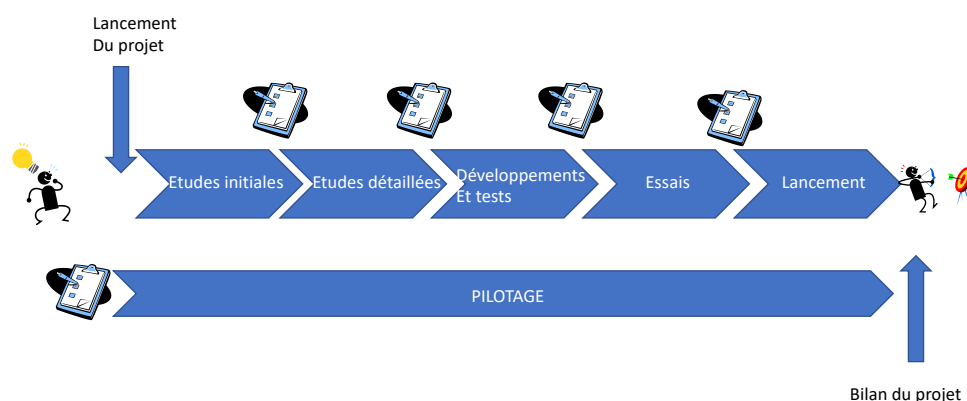 Lancement
Du projet
Etudes initiales
Etudes détaillées
Développements
Et tests
Essais
Lancement
PILOTAGE
Bilan du projet